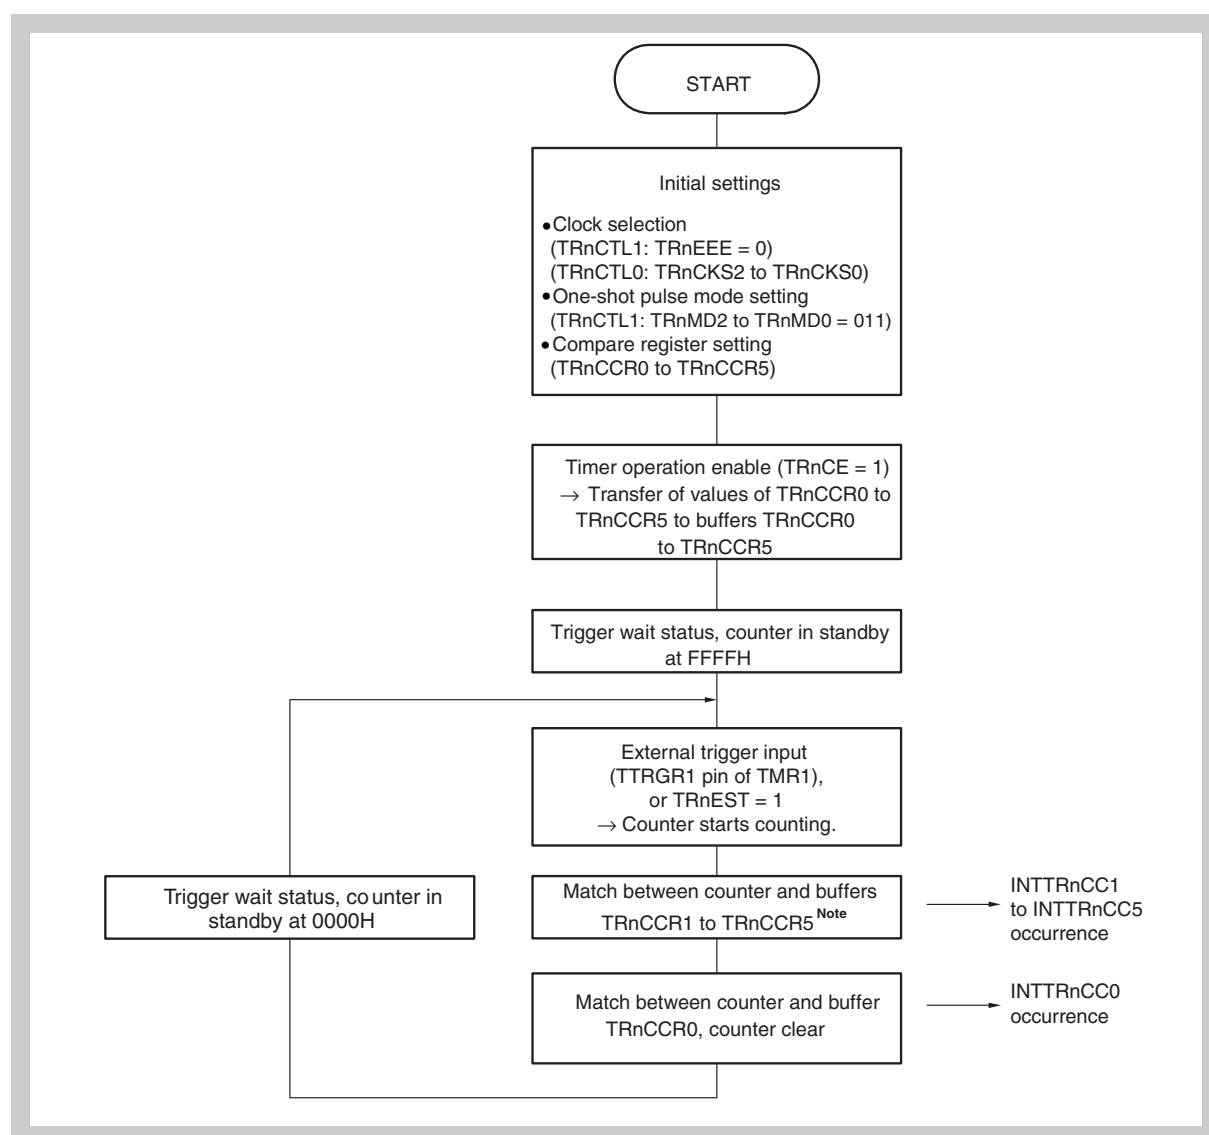 START
Initial settings
●Clock selection
(TRnCTL1: TRnEEE = 0)
(TRnCTL0: TRnCKS2 to TRnCKS0)
●One-shot pulse mode setting
(TRnCTL1: TRnMD2 to TRnMD0 = 011)
●Compare register setting
(TRnCCR0 to TRnCCR5)
Timer operation enable (TRnCE = 1)
→ Transfer of values of TRnCCR0 to
TRnCCR5 to buffers TRnCCR0
to TRnCCR5
Trigger wait status, counter in standby
at FFFFH
External trigger input
(TTRGR1 pin of TMR1),
or TRnEST = 1
→ Counter starts counting.
Trigger wait status, counter in
standby at 0000H
Match between counter and buffers
TRnCCR1 to TRnCCR5 Note
INTTRnCC1
to INTTRnCC5
occurrence
Match between counter and buffer
TRnCCR0, counter clear
INTTRnCC0
occurrence